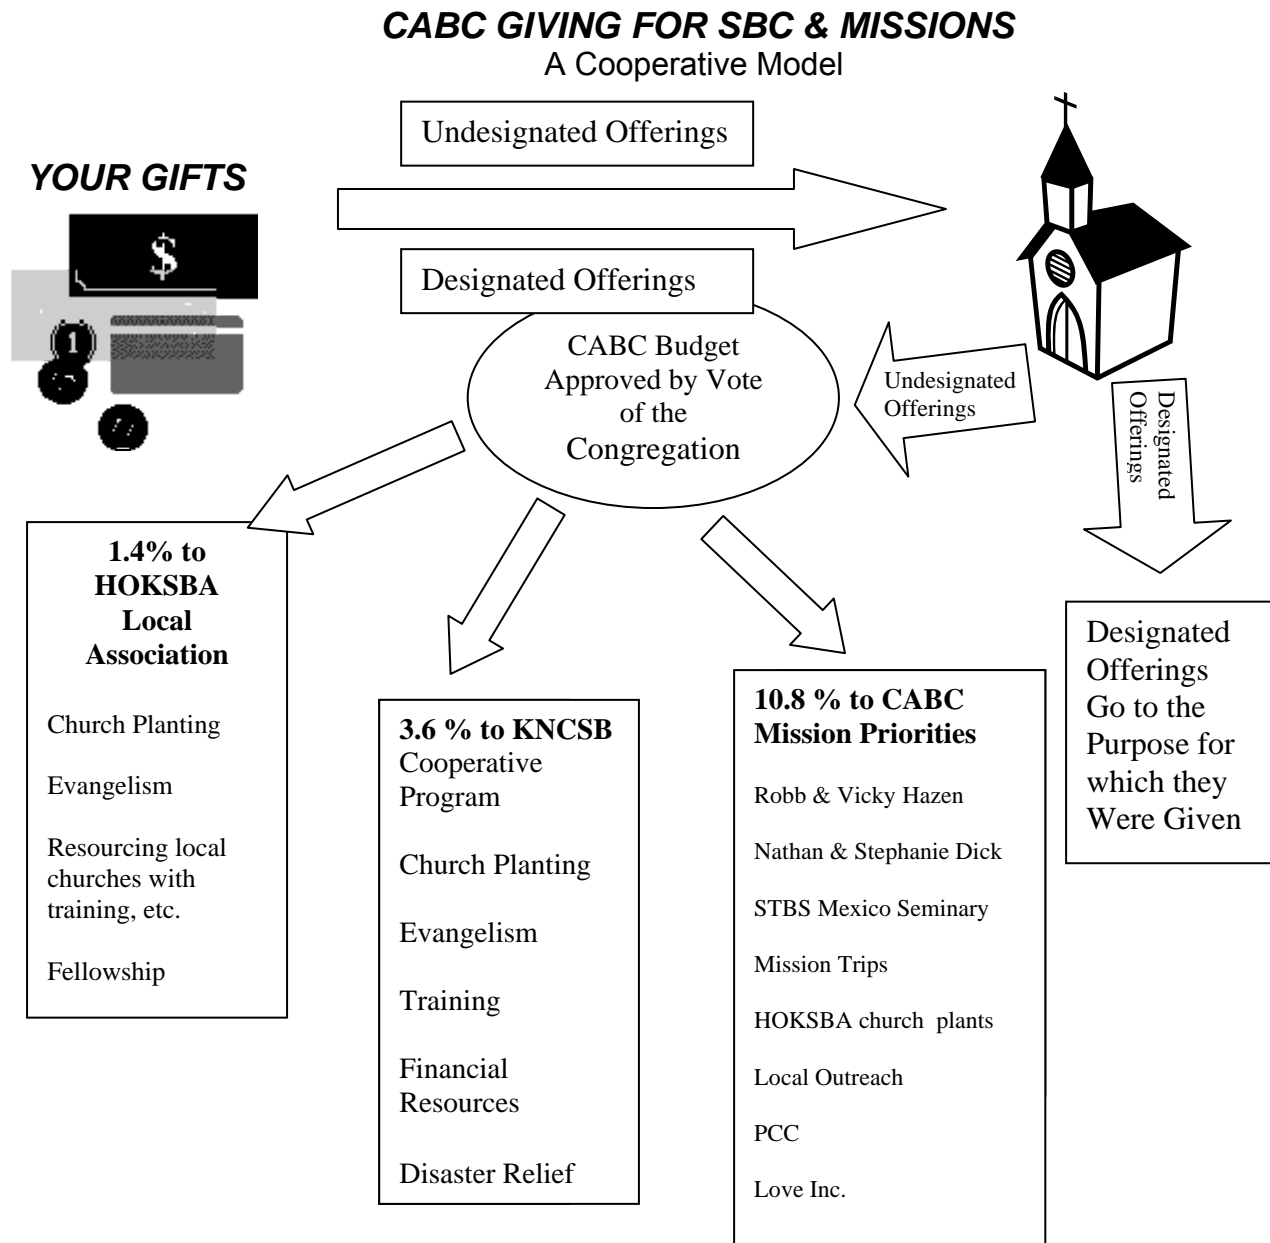 CABC GIVING FOR SBC & MISSIONS
A Cooperative Model
YOUR GIFTS
$
1
Undesignated Offerings
Designated Offerings
CABC Budget
Approved by Vote
of the
Congregation
Undesignated
Offerings
Designated
Offerings
1.4% to
HOKSBA
Local
Association
Church Planting
Evangelism
Resourcing local
churches with
training, etc.
Fellowship
3.6 % to KNCSB
Cooperative
Program
Church Planting
Evangelism
Training
Financial
Resources
Disaster Relief
10.8 % to CABC
Mission Priorities
Robb & Vicky Hazen
Nathan & Stephanie Dick
STBS Mexico Seminary
Mission Trips
HOKSBA church  plants
Local Outreach
PCC
Love Inc.
Designated
Offerings
Go to the
Purpose for
which they
Were Given